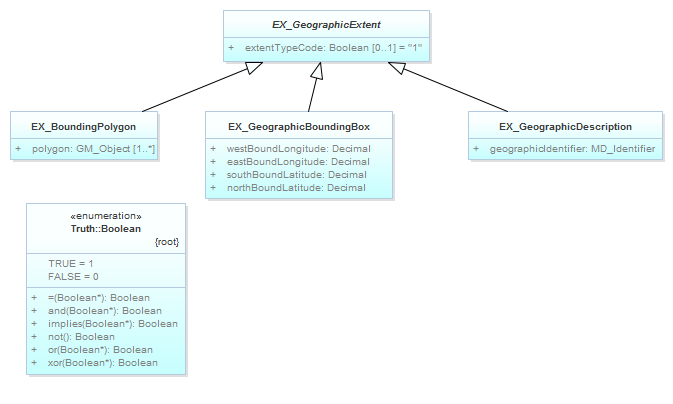 EX_GeographicExtent
+ extentTypeCode: Boolean [0..1] = "1"
EX_BoundingPolygon
+ polygon: GM_Object [1..*]
EX_GeographicBoundingBox
+ westBoundLongitude: Decimal
+ eastBoundLongitude: Decimal
+ southBoundLatitude: Decimal
+ northBoundLatitude: Decimal
EX_GeographicDescription
+ geographicIdentifier: MD_Identifier
«enumeration»
Truth::Boolean
{root}
TRUE = 1
FALSE = 0
+ =(Boolean*): Boolean
+ and(Boolean*): Boolean
+ implies(Boolean*): Boolean
+ not(): Boolean
+ or(Boolean*): Boolean
+ xor(Boolean*): Boolean